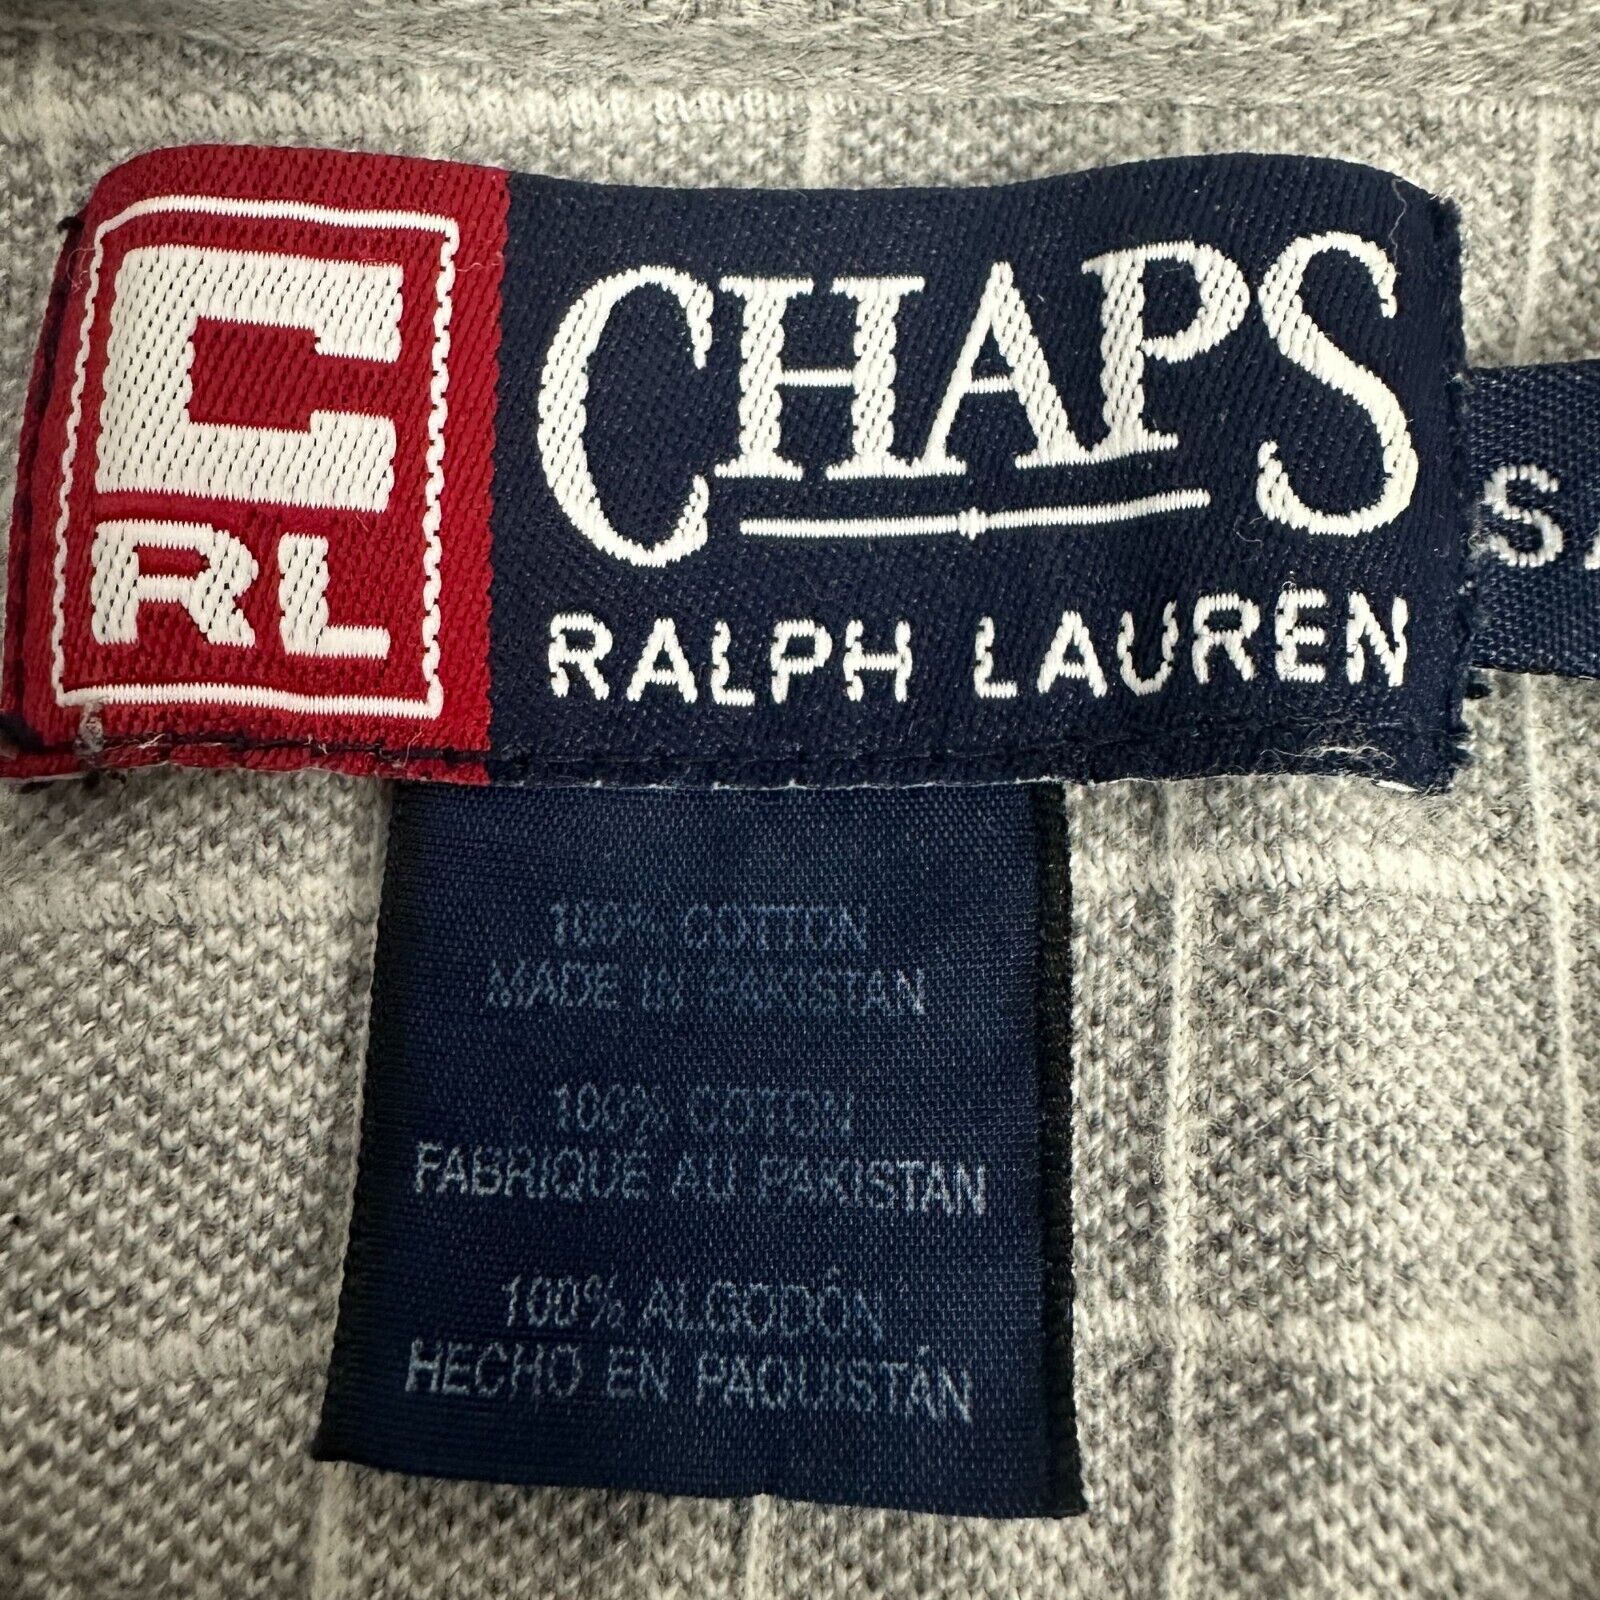 C
RL
CHAPS
RALPH LAUREN
100% COTTON
MADE IN PAKISTAN
100% COTON
FABRIQUE AU PAKISTAN
100% ALGODÓN
HECHO EN PAQUISTÁN